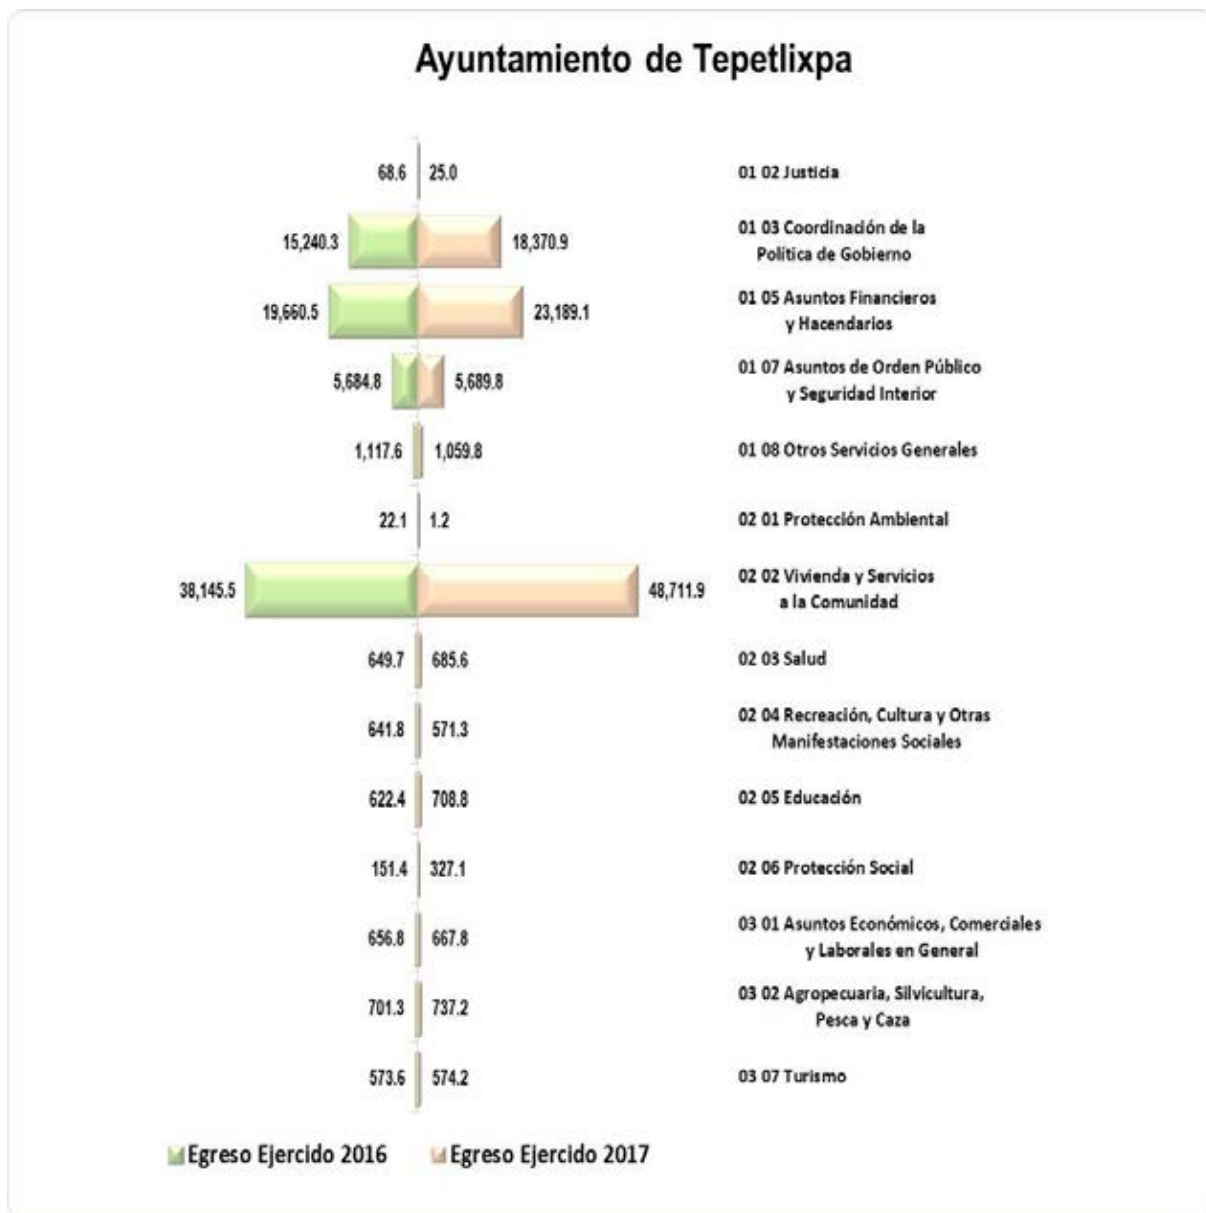 Ayuntamiento de Tepetlixpa
68.6 25.0 01 02 Justicia
15,240.3 18,370.9 01 03 Coordinación de la
Política de Gobierno
19,660.5 23,189.1 01 05 Asuntos Financieros
y Hacendarios
5,684.8 5,689.8 01 07 Asuntos de Orden Público
y Seguridad Interior
1,117.6 1,059.8 01 08 Otros Servicios Generales
22.1 1.2 02 01 Protección Ambiental
38,145.5 48,711.9 02 02 Vivienda y Servicios
a la Comunidad
649.7 685.6 02 03 Salud
641.8 571.3 02 04 Recreación, Cultura y Otras
Manifestaciones Sociales
622.4 708.8 02 05 Educación
151.4 327.1 02 06 Protección Social
656.8 667.8 03 01 Asuntos Económicos, Comerciales
y Laborales en General
701.3 737.2 03 02 Agropecuaria, Silvicultura,
Pesca y Caza
573.6 574.2 03 07 Turismo
Egreso Ejercido 2016 Egreso Ejercido 2017